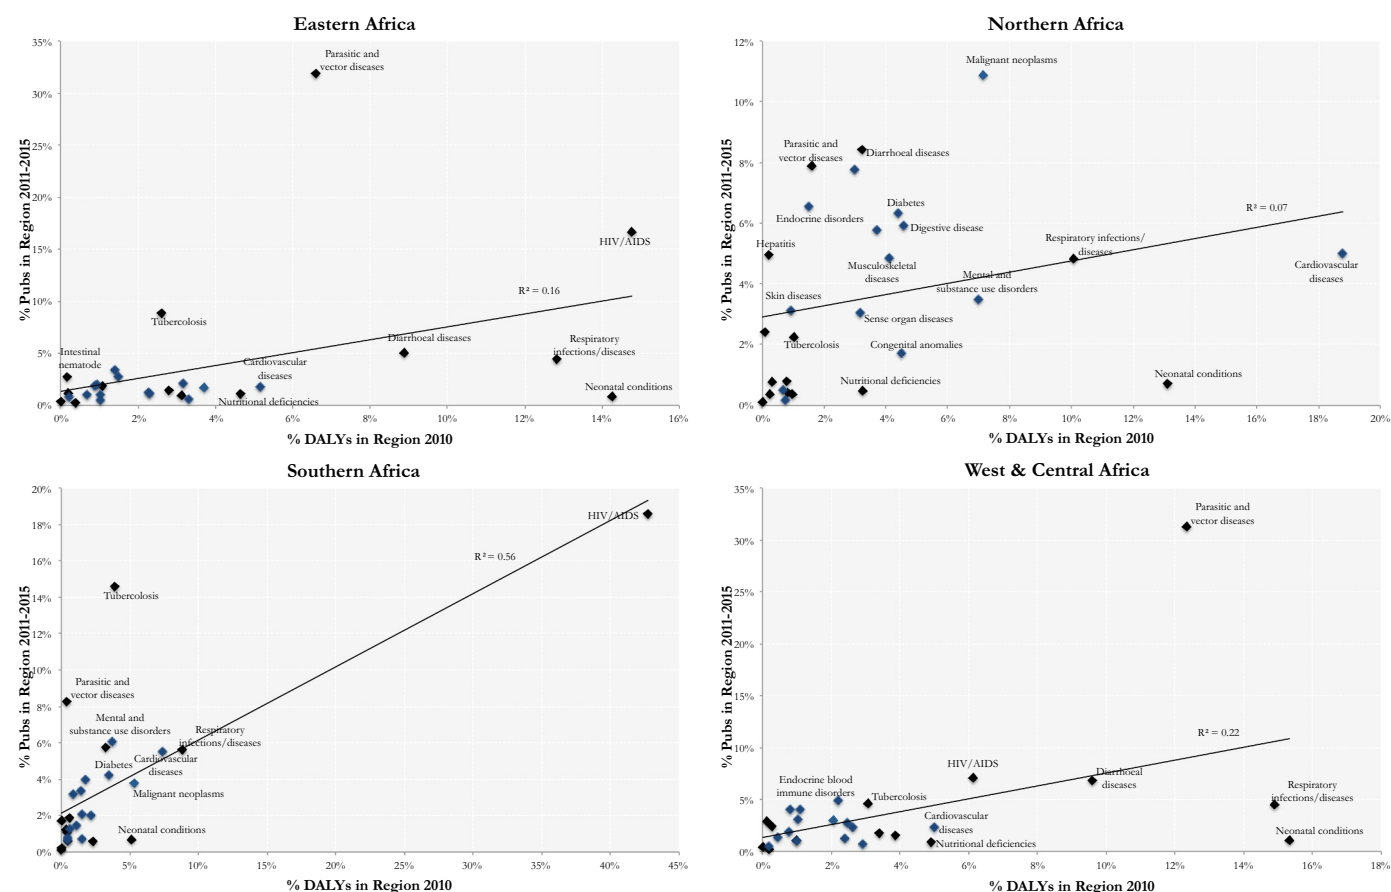 Eastern Africa
35%
30%
25%
20%
15%
10%
5%
0%
% Pubs in Region 2011-2015
Parasitic and
vector diseases
HIV/AIDS
R² = 0.16
Tubercolosis
Diarrhoeal diseases
Respiratory
infections/diseases
Intestinal
nematode
Cardiovascular
diseases
Neonatal conditions
Nutritional deficiencies
0% 2% 4% 6% 8% 10% 12% 14% 16%
% DALYs in Region 2010
Northern Africa
12%
10%
8%
6%
4%
2%
0%
% Pubs in Region 2011-2015
Malignant neoplasms
Parasitic and
vector diseases
Diarrhoeal diseases
Endocrine disorders
Diabetes
Digestive disease
R² = 0.07
Hepatitis
Respiratory infections/
diseases
Musculoskeletal
diseases
Mental and
substance use disorders
Cardiovascular
diseases
Skin diseases
Sense organ diseases
Tubercolosis
Congenital anomalies
Nutritional deficiencies
Neonatal conditions
0% 2% 4% 6% 8% 10% 12% 14% 16% 18% 20%
% DALYs in Region 2010
Southern Africa
20%
18%
16%
14%
12%
10%
8%
6%
4%
2%
0%
% Pubs in Region 2011-2015
HIV/AIDS
R² = 0.56
Tubercolosis
Parasitic and
vector diseases
Mental and
substance use disorders
Respiratory
infections/diseases
Diabetes
Cardiovascular
diseases
Malignant neoplasms
Neonatal conditions
0% 5% 10% 15% 20% 25% 30% 35% 40% 45%
% DALYs in Region 2010
West & Central Africa
35%
30%
25%
20%
15%
10%
5%
0%
% Pubs in Region 2011-2015
Parasitic and
vector diseases
R² = 0.22
HIV/AIDS
Diarrhoeal
diseases
Endocrine blood
immune disorders
Tubercolosis
Respiratory
infections/diseases
Cardiovascular
diseases
Nutritional deficiencies
Neonatal conditions
0% 2% 4% 6% 8% 10% 12% 14% 16% 18%
% DALYs in Region 2010